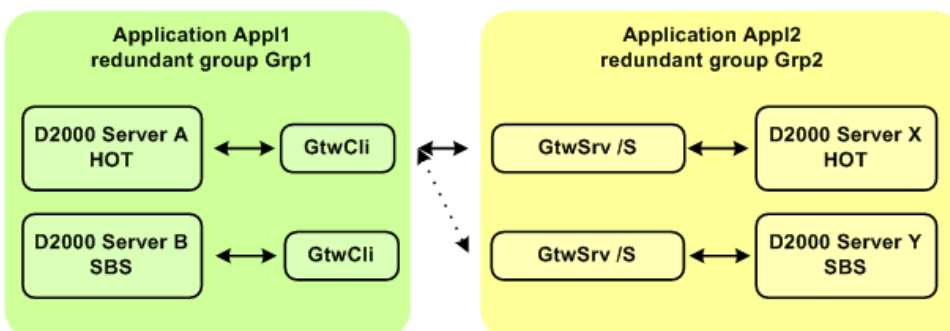 Application Appl1
redundant group Grp1
D2000 Server A
HOT
GtwCli
D2000 Server B
SBS
GtwCli
Application Appl2
redundant group Grp2
GtwSrv /S
D2000 Server X
HOT
GtwSrv /S
D2000 Server Y
SBS